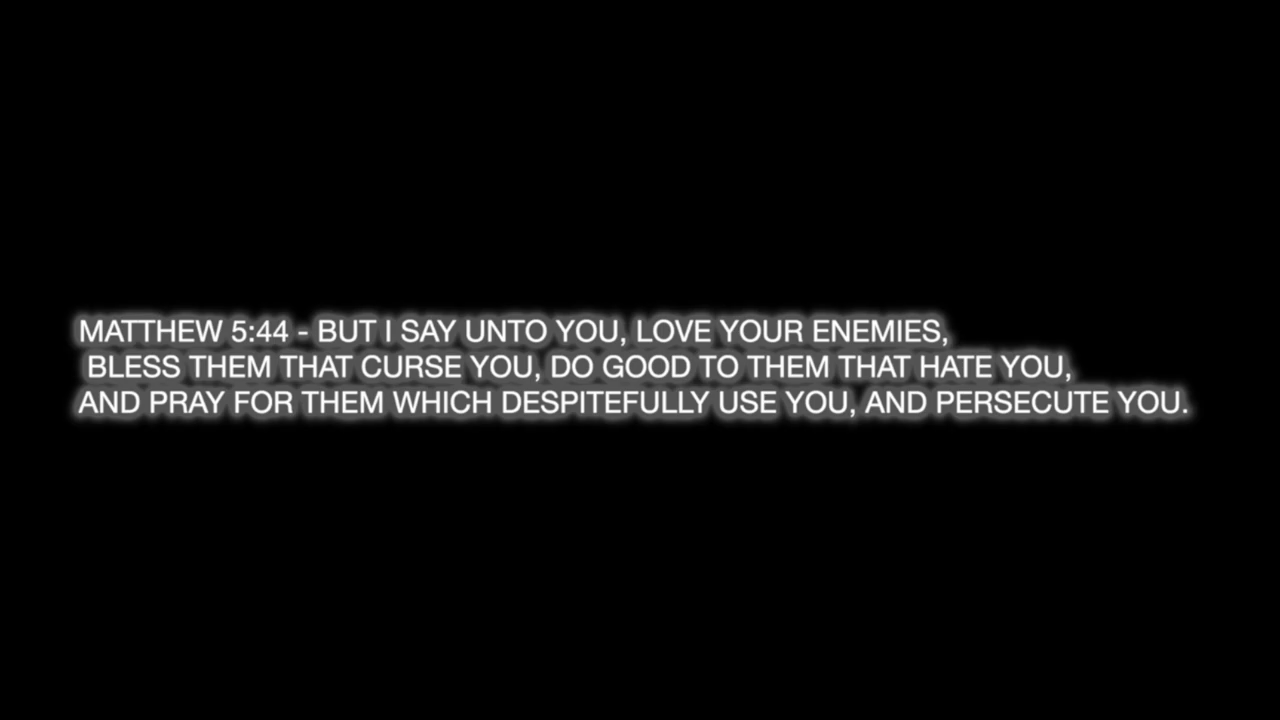 MATTHEW 5:44 - BUT I SAY UNTO YOU, LOVE YOUR ENEMIES,
BLESS THEM THAT CURSE YOU, DO GOOD TO THEM THAT HATE YOU,
AND PRAY FOR THEM WHICH DESPITEFULLY USE YOU, AND PERSECUTE YOU.